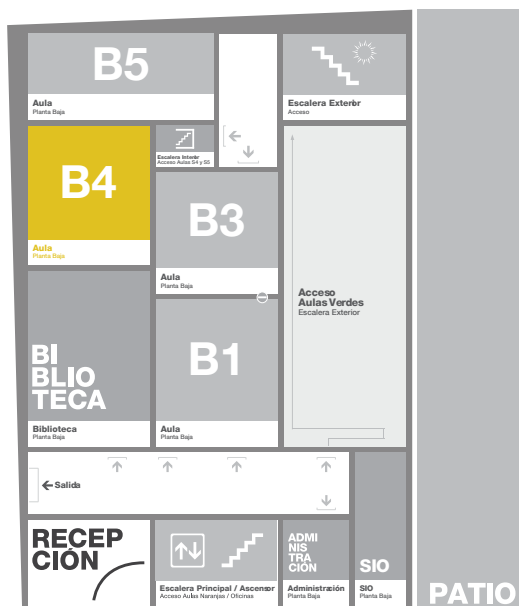 B5
Aula
Planta Baja
Escalera Exterior
Acceso
B4
Aula
Planta Baja
Escalera Interior
Acceso Aulas S4 y S5
B3
Aula
Planta Baja
Acceso
Aulas Verdes
Escalera Exterior
BI
BLIO
TECA
Biblioteca
Planta Baja
B1
Aula
Planta Baja
Salida
RECEP
CIÓN
Escalera Principal / Ascensor
Acceso Aulas Naranjas / Oficinas
ADMI
NIS
TRA
CIÓN
Administración
Planta Baja
SIO
SIO
Planta Baja
PATIO